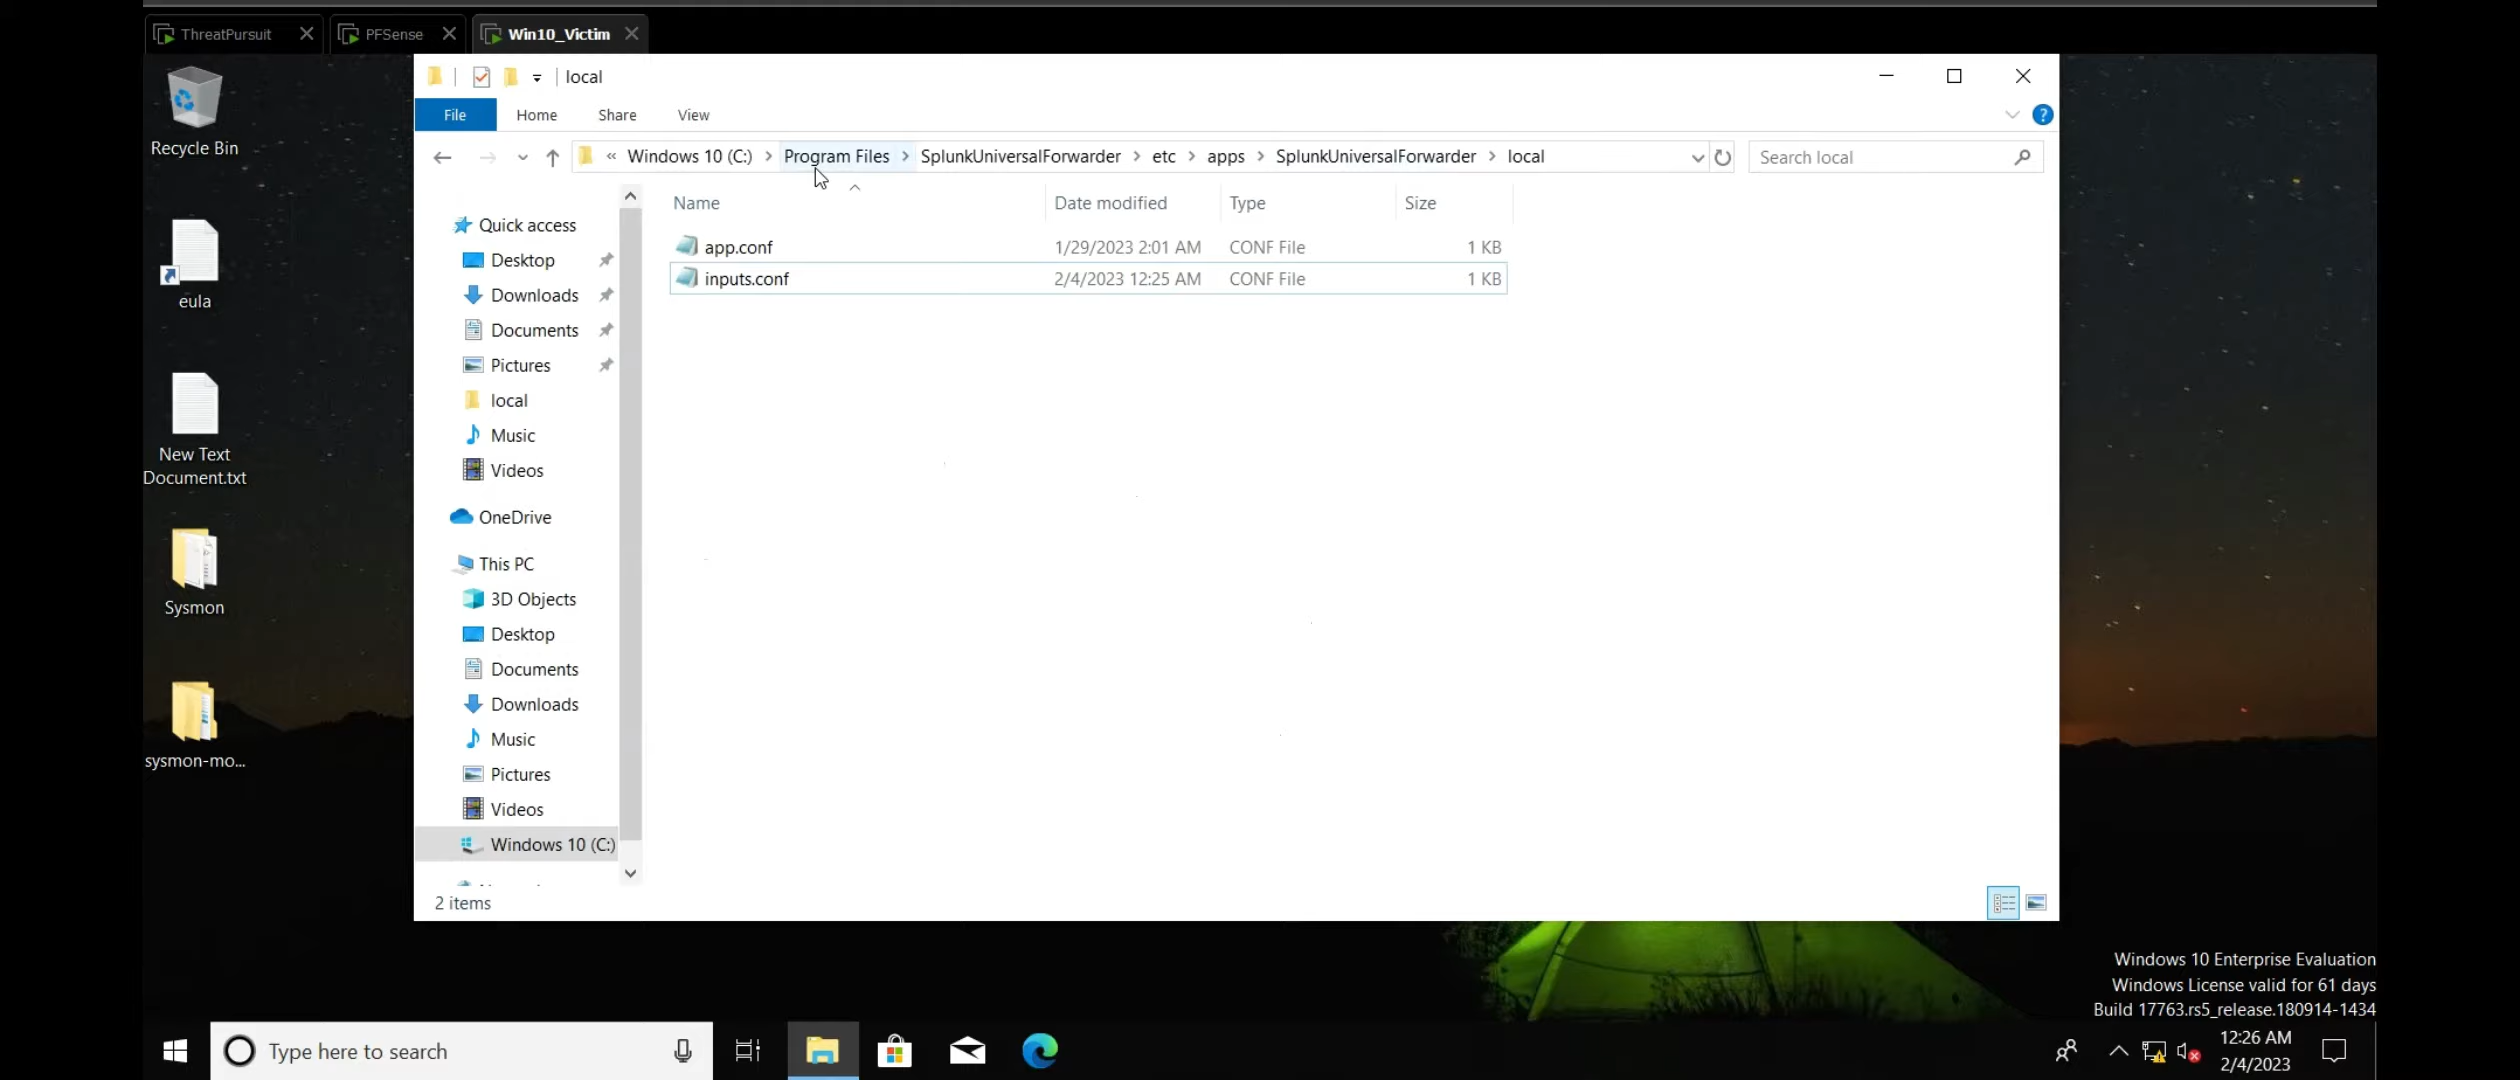 ThreatPursuit
PFSense
Win10_Victim
Recycle Bin
eula
New Text
Document.txt
Sysmon
sysmon-mo...
local
File
Home
Share
View
« Windows 10 (C:) > Program Files > SplunkUniversalForwarder > etc > apps > SplunkUniversalForwarder > local
Search local
Name
Date modified
Type
Size
app.conf
1/29/2023 2:01 AM
CONF File
1 KB
inputs.conf
2/4/2023 12:25 AM
CONF File
1 KB
Quick access
Desktop
Downloads
Documents
Pictures
local
Music
Videos
OneDrive
This PC
3D Objects
Desktop
Documents
Downloads
Music
Pictures
Videos
Windows 10 (C:)
2 items
Windows 10 Enterprise Evaluation
Windows License valid for 61 days
Build 17763.rs5_release.180914-1434
Type here to search
12:26 AM
2/4/2023